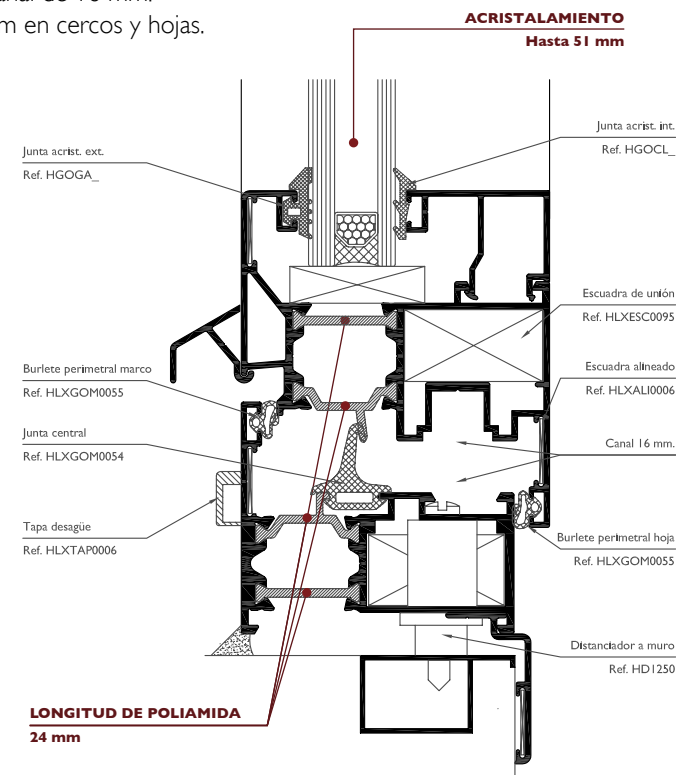 m en cercos y hojas.
ACRISTALAMIENTO
Hasta 51 mm
Junta acrist. ext.
Ref. HGOGA_
Junta acrist. int.
Ref. HGOCL_
Escuadra de unión
Ref. HLXESC0095
Burlete perimetral marco
Ref. HLXGOM0055
Escuadra alineado
Ref. HLXALI0006
Junta central
Ref. HLXGOM0054
Canal 16 mm.
Tapa desagüe
Ref. HLXTAP0006
Burlete perimetral hoja
Ref. HLXGOM0055
Distanciador a muro
Ref. HD1250
LONGITUD DE POLIAMIDA
24 mm